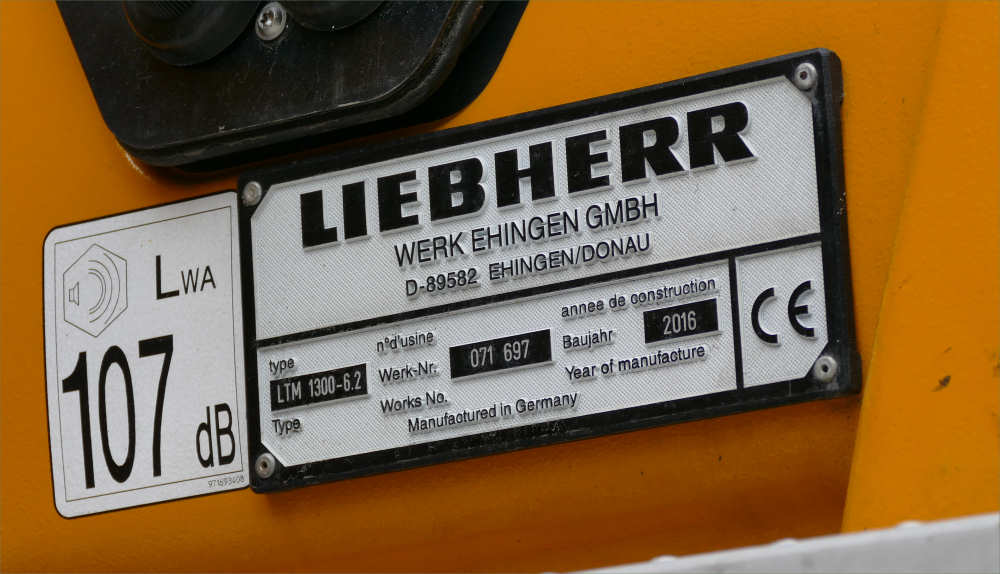 LWA
107
dB
971693408
LIEBHERR
WERK EHINGEN GMBH
D-89582 EHINGEN/DONAU
type
LTM 1300-6.2
Type
n°d'usine
Werk-Nr. 071 697
Works No.
annee de construction
Baujahr 2016
Year of manufacture
Manufactured in Germany
CE